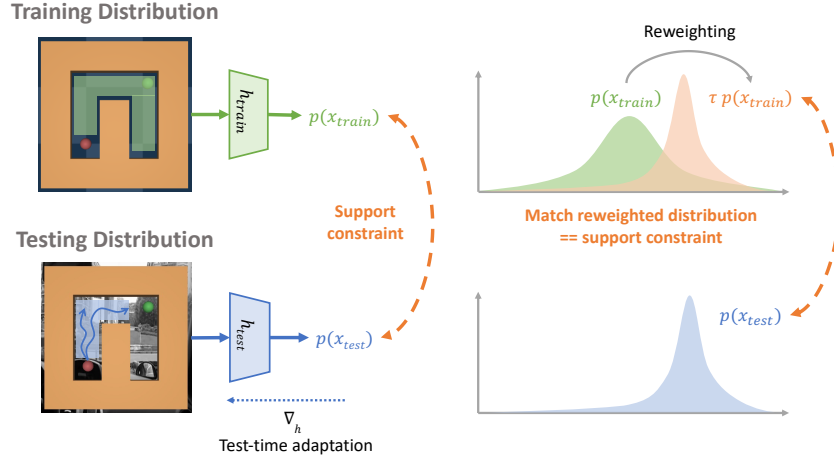 Training Distribution
h_train
p(x_train)
Support
constraint
Testing Distribution
h_test
p(x_test)
∇_h
Test-time adaptation
Reweighting
p(x_train)
τ p(x_train)
Match reweighted distribution
== support constraint
p(x_test)